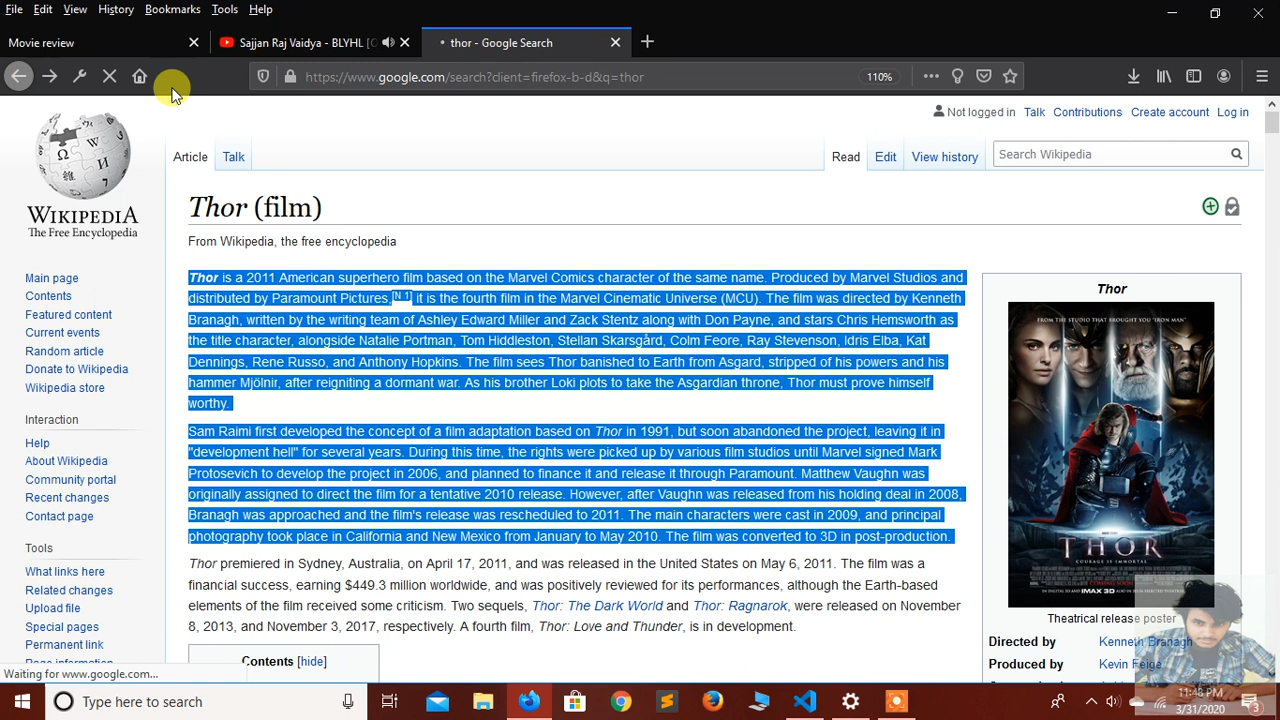 File Edit View History Bookmarks Tools Help
Movie review
Sajjan Raj Vaidya - BLYHL [O
thor - Google Search
https://www.google.com/search?client=firefox-b-d&q=thor
110%
Not logged in Talk Contributions Create account Log in
Article Talk
Read Edit View history
Search Wikipedia
WIKIPEDIA
The Free Encyclopedia
Thor (film)
From Wikipedia, the free encyclopedia
Main page
Contents
Featured content
Current events
Random article
Donate to Wikipedia
Wikipedia store
Interaction
Help
About Wikipedia
Community portal
Recent changes
Contact page
Tools
What links here
Related changes
Upload file
Special pages
Permanent link
Page information
Thor is a 2011 American superhero film based on the Marvel Comics character of the same name. Produced by Marvel Studios and
distributed by Paramount Pictures,[N 1] it is the fourth film in the Marvel Cinematic Universe (MCU). The film was directed by Kenneth
Branagh, written by the writing team of Ashley Edward Miller and Zack Stentz along with Don Payne, and stars Chris Hemsworth as
the title character, alongside Natalie Portman, Tom Hiddleston, Stellan Skarsgård, Colm Feore, Ray Stevenson, Idris Elba, Kat
Dennings, Rene Russo, and Anthony Hopkins. The film sees Thor banished to Earth from Asgard, stripped of his powers and his
hammer Mjölnir, after reigniting a dormant war. As his brother Loki plots to take the Asgardian throne, Thor must prove himself
worthy.
Sam Raimi first developed the concept of a film adaptation based on Thor in 1991, but soon abandoned the project, leaving it in
"development hell" for several years. During this time, the rights were picked up by various film studios until Marvel signed Mark
Protosevich to develop the project in 2006, and planned to finance it and release it through Paramount. Matthew Vaughn was
originally assigned to direct the film for a tentative 2010 release. However, after Vaughn was released from his holding deal in 2008,
Branagh was approached and the film's release was rescheduled to 2011. The main characters were cast in 2009, and principal
photography took place in California and New Mexico from January to May 2010. The film was converted to 3D in post-production.
Thor premiered in Sydney, Australia, on April 17, 2011, and was released in the United States on May 6, 2011. The film was a
financial success, earning $449.3 million worldwide, and was positively reviewed for its performances, although the Earth-based
elements of the film received some criticism. Two sequels, Thor: The Dark World and Thor: Ragnarok, were released on November
8, 2013, and November 3, 2017, respectively. A fourth film, Thor: Love and Thunder, is in development.
Contents [hide]
Thor
FROM THE STUDIO THAT BROUGHT YOU "IRON MAN"
THOR
COURAGE IS IMMORTAL
IMAX 3D
Theatrical release poster
Directed by Kenneth Branagh
Produced by Kevin Feige
Waiting for www.google.com...
Type here to search
11:48 PM
3/31/2020
3